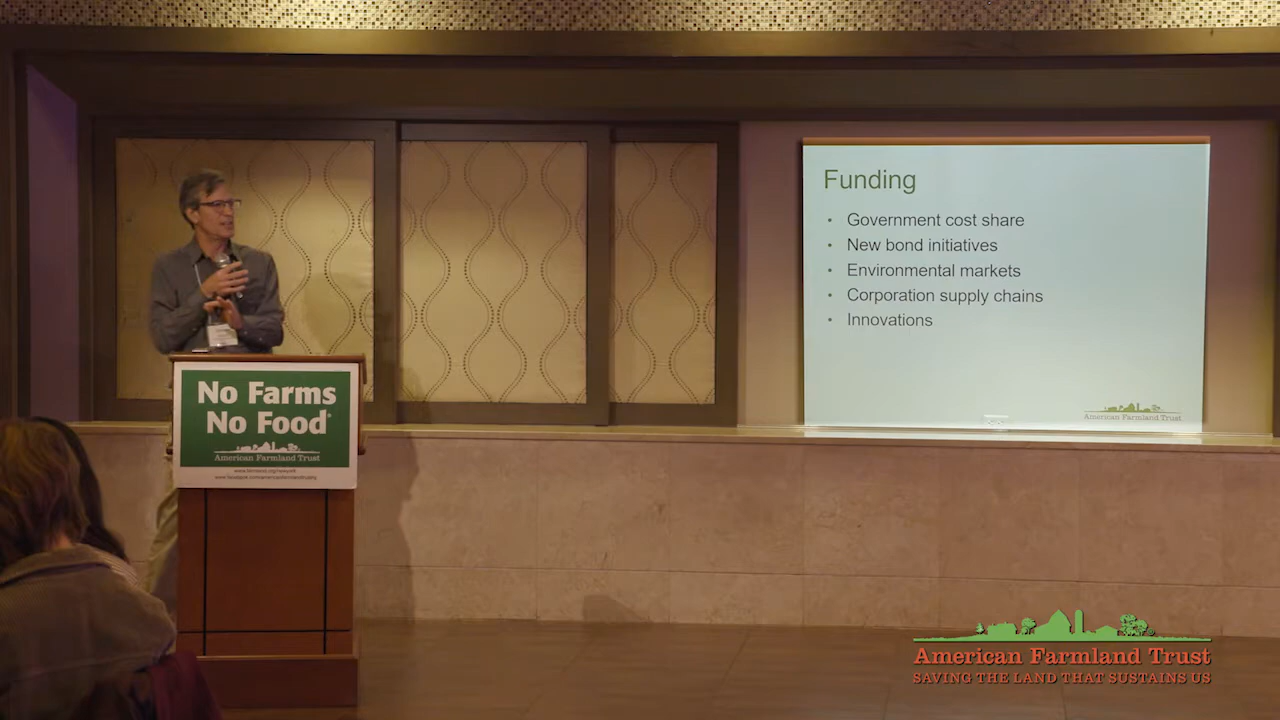 Funding
• Government cost share
• New bond initiatives
• Environmental markets
• Corporation supply chains
• Innovations
American Farmland Trust
No Farms
No Food®
American Farmland Trust
American Farmland Trust
SAVING THE LAND THAT SUSTAINS US